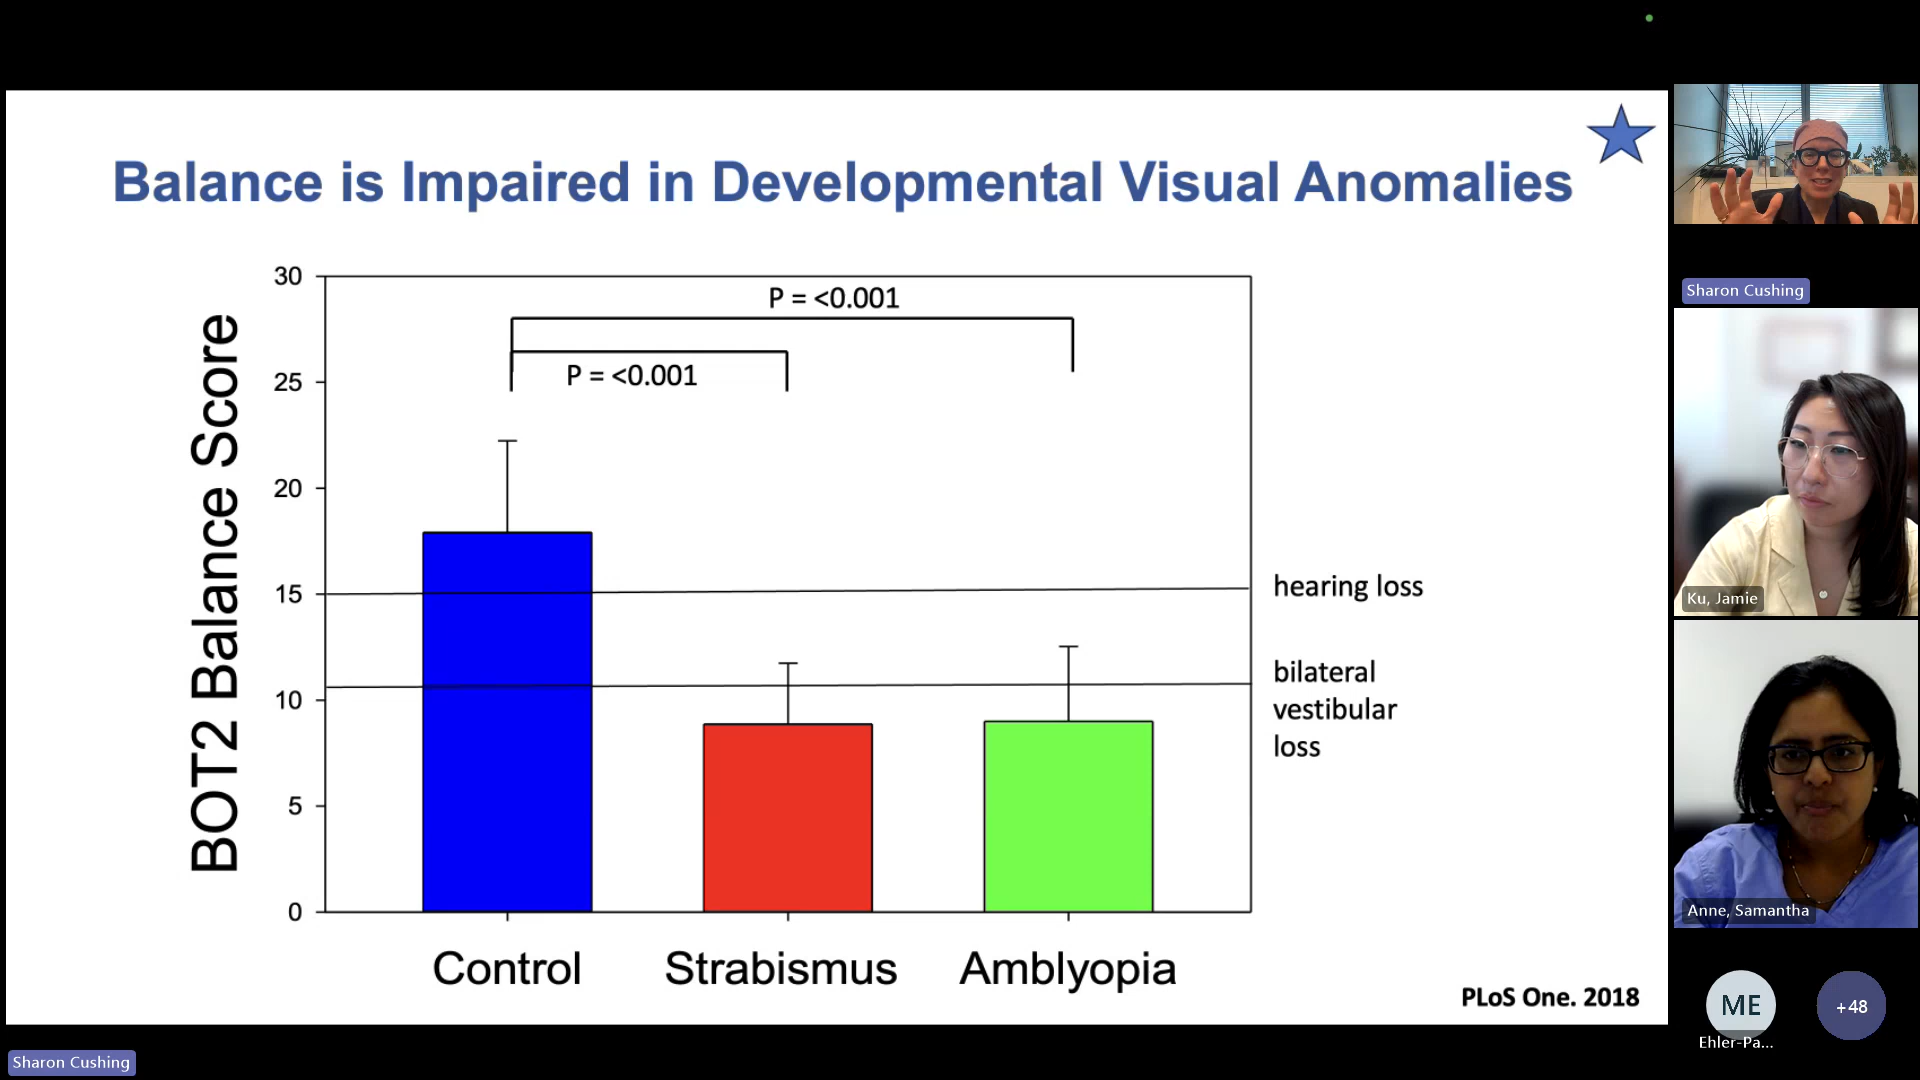 Balance is Impaired in Developmental Visual Anomalies
BOT2 Balance Score
30
25
20
15
10
5
0
P = <0.001
P = <0.001
hearing loss
bilateral
vestibular
loss
Control
Strabismus
Amblyopia
PLoS One. 2018
Sharon Cushing
Sharon Cushing
Ku, Jamie
Anne, Samantha
ME
Ehler-Pa...
+48